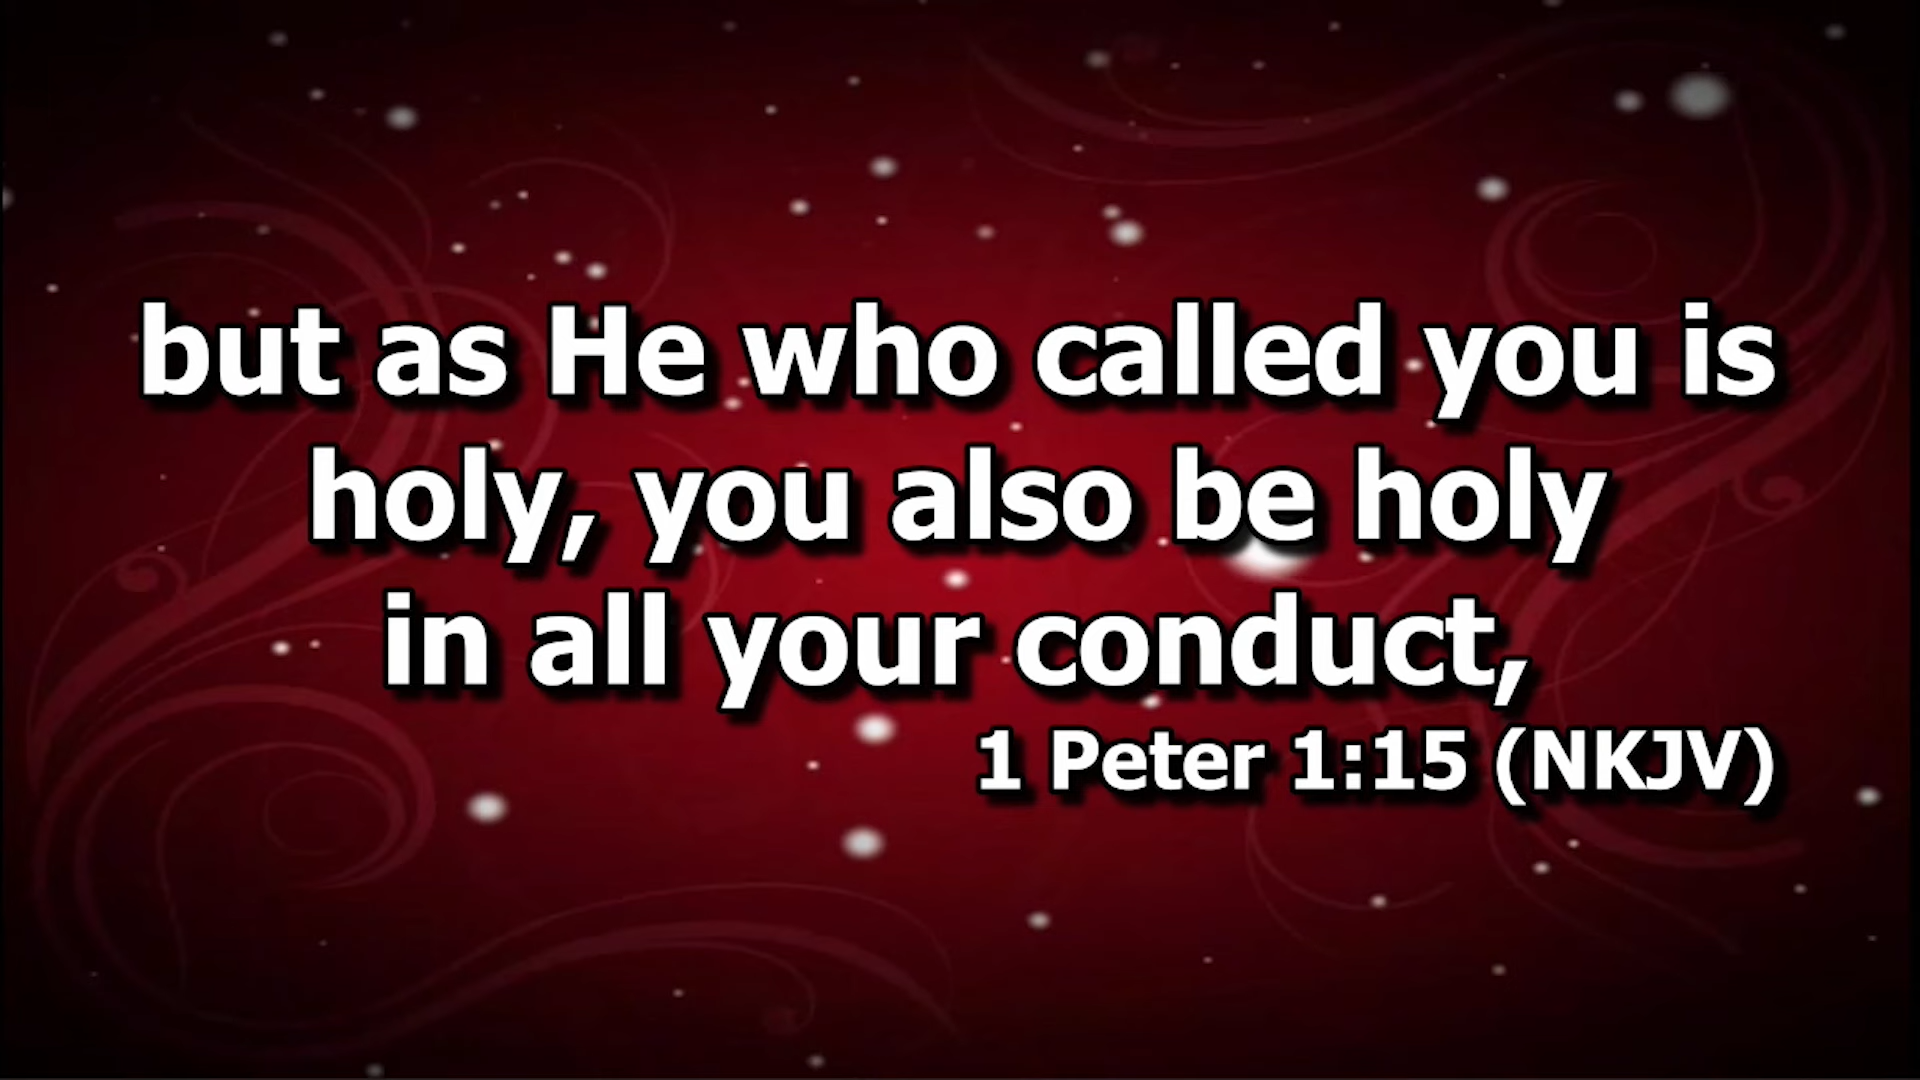 but as He who called you is
holy, you also be holy
in all your conduct,
1 Peter 1:15 (NKJV)